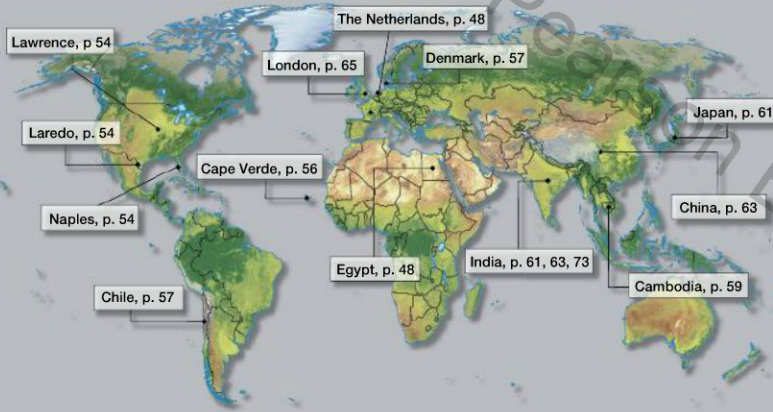 The Netherlands, p. 48
Lawrence, p 54
London, p. 65
Denmark, p. 57
Japan, p. 61
Laredo, p. 54
Cape Verde, p. 56
China, p. 63
Naples, p. 54
Egypt, p. 48
India, p. 61, 63, 73
Cambodia, p. 59
Chile, p. 57
Pearson